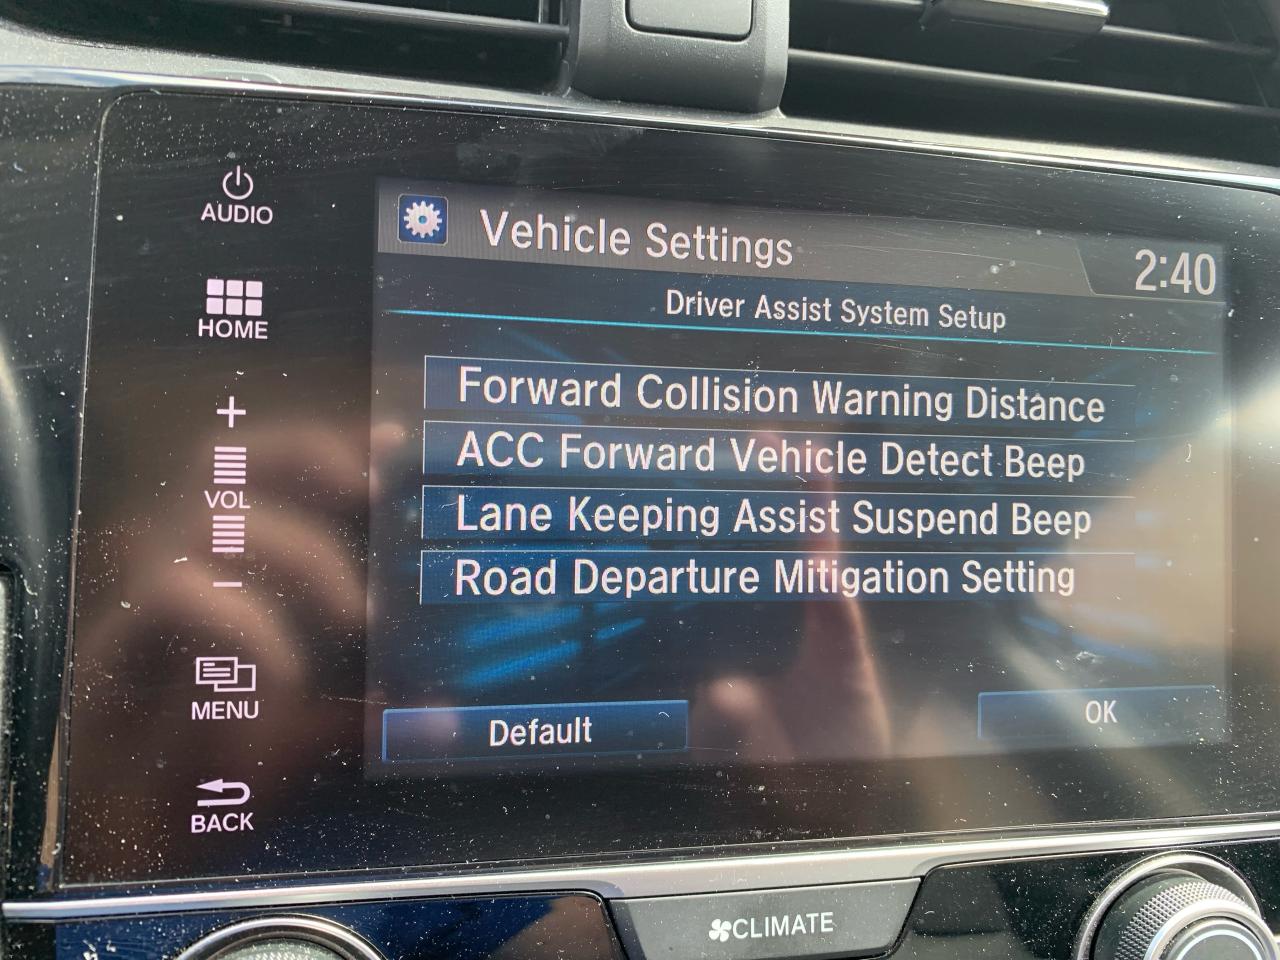 AUDIO
HOME
+
VOL
−
MENU
BACK
Vehicle Settings
2:40
Driver Assist System Setup
Forward Collision Warning Distance
ACC Forward Vehicle Detect Beep
Lane Keeping Assist Suspend Beep
Road Departure Mitigation Setting
Default
OK
CLIMATE